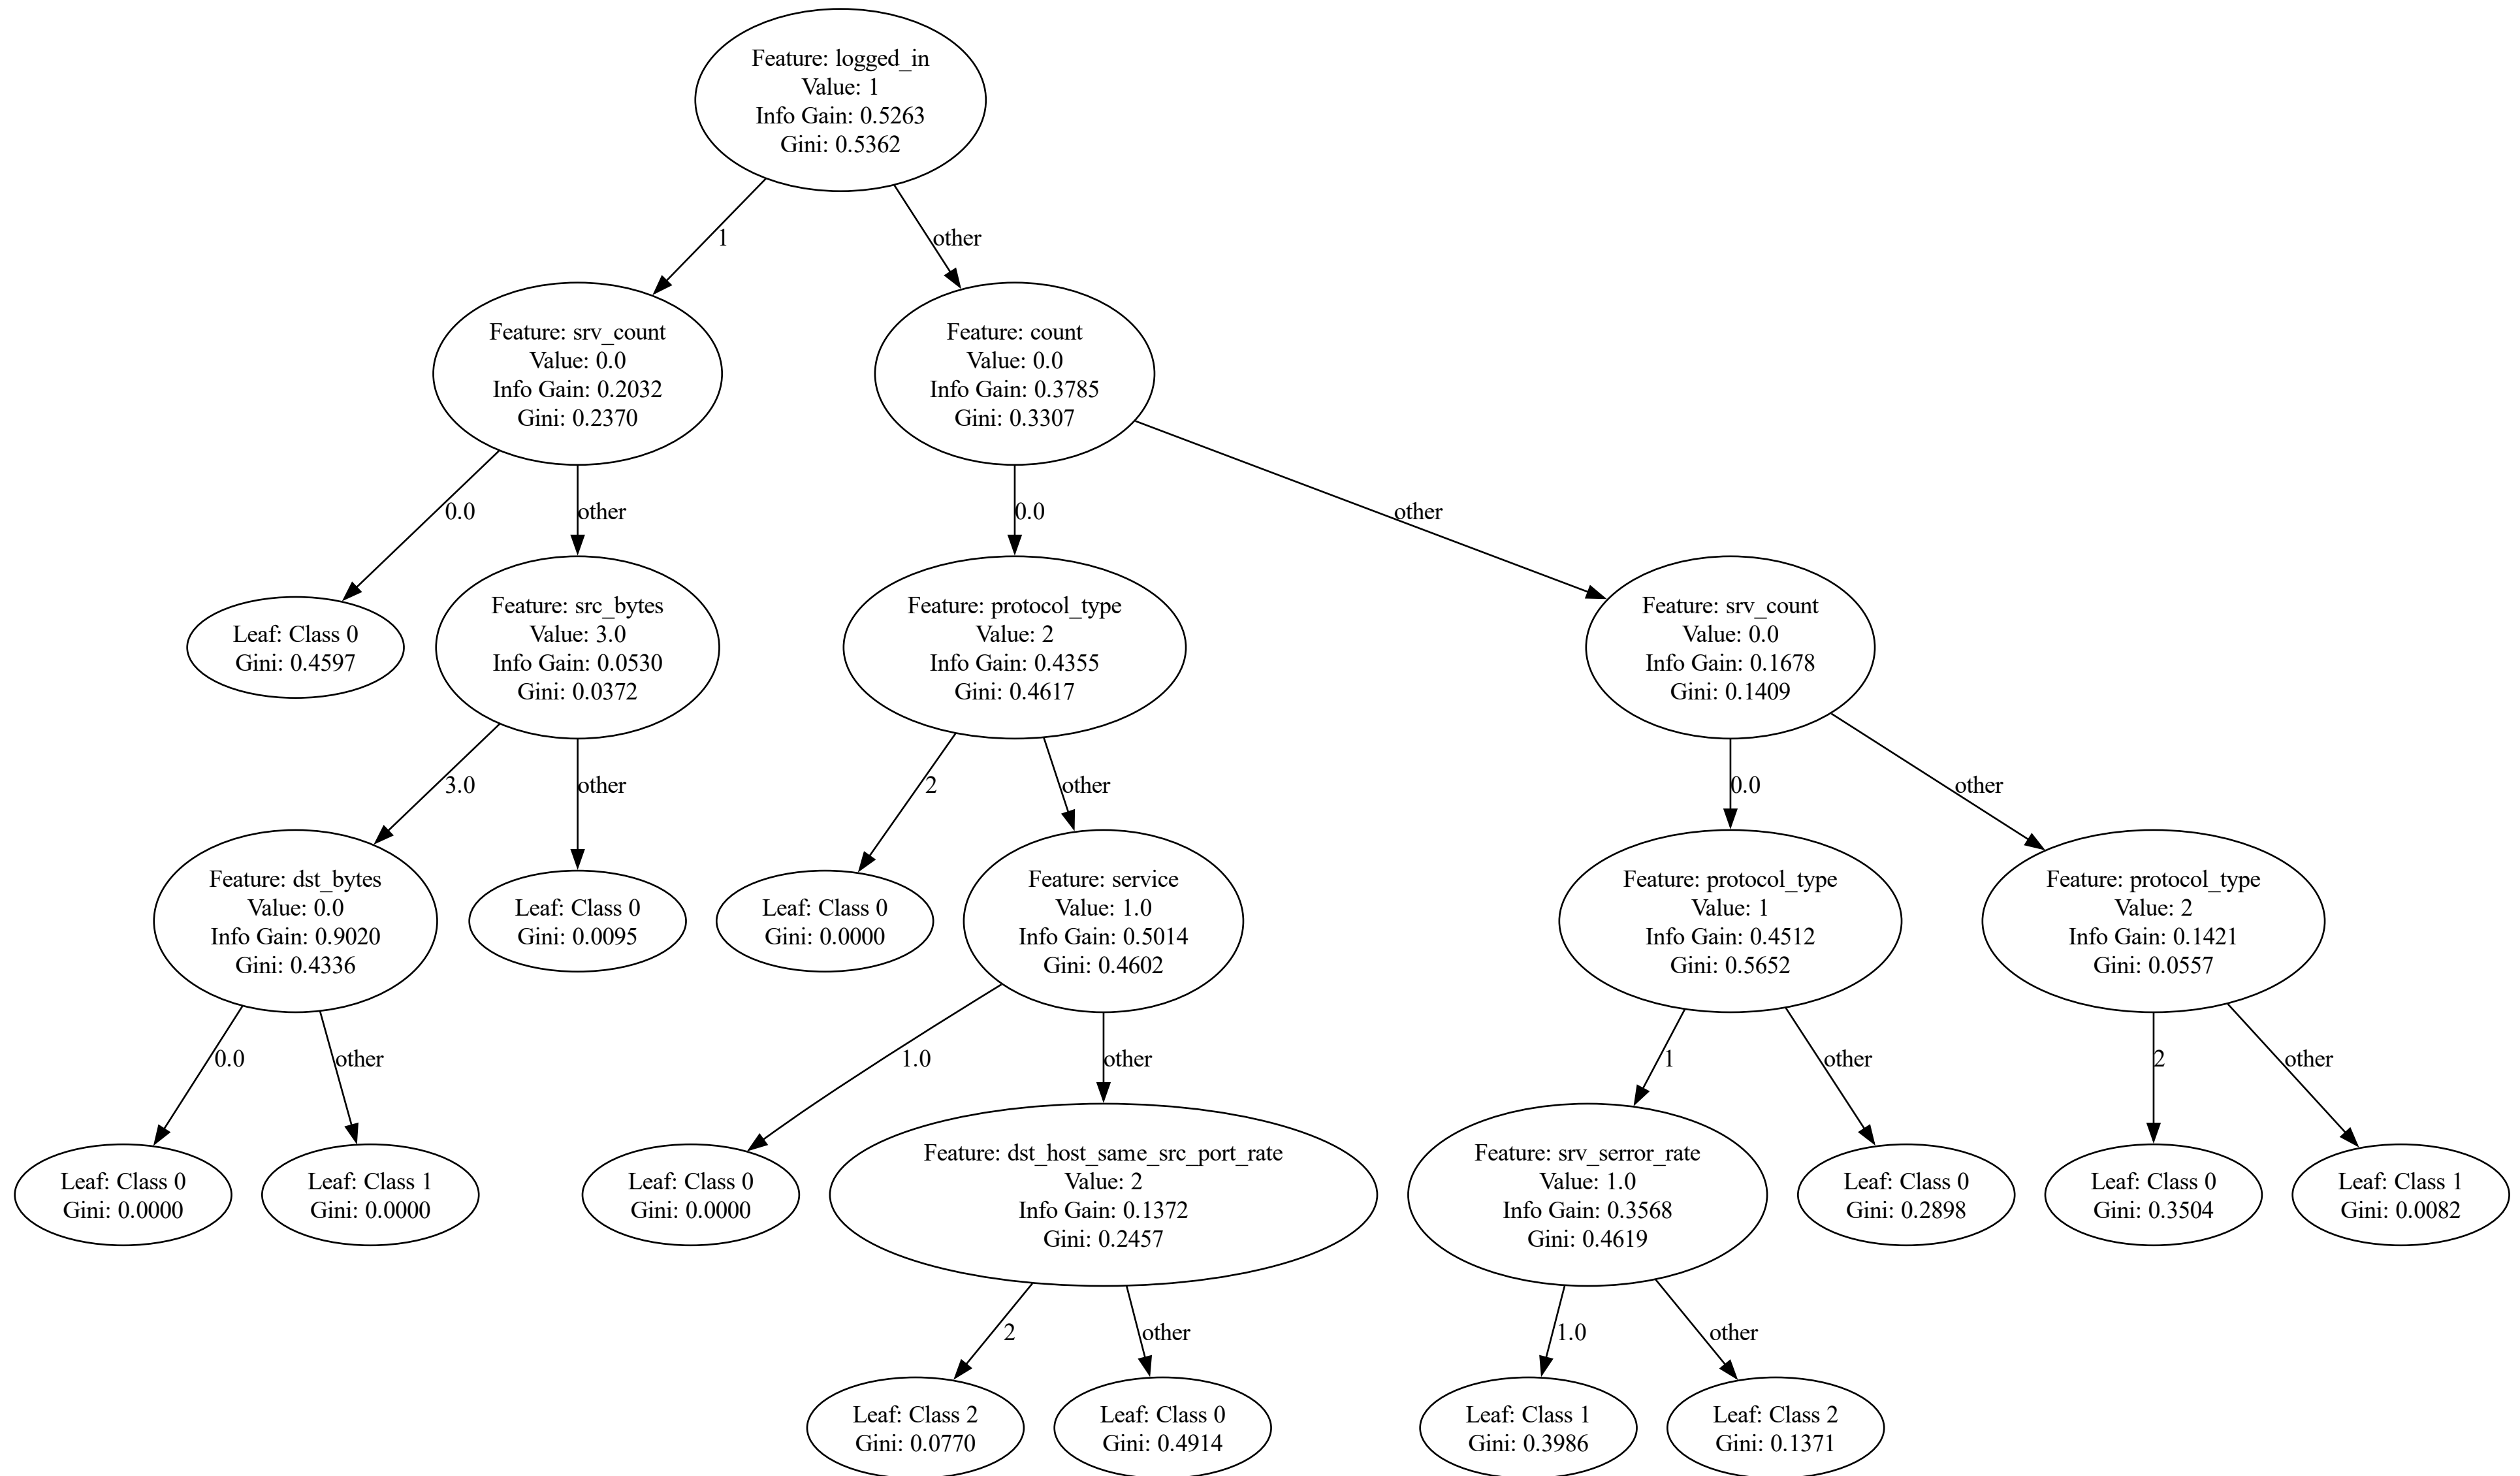 Feature: logged_in
Value: 1
Info Gain: 0.5263
Gini: 0.5362
1
other
Feature: srv_count
Value: 0.0
Info Gain: 0.2032
Gini: 0.2370
Feature: count
Value: 0.0
Info Gain: 0.3785
Gini: 0.3307
0.0
other
0.0
other
Leaf: Class 0
Gini: 0.4597
Feature: src_bytes
Value: 3.0
Info Gain: 0.0530
Gini: 0.0372
Feature: protocol_type
Value: 2
Info Gain: 0.4355
Gini: 0.4617
Feature: srv_count
Value: 0.0
Info Gain: 0.1678
Gini: 0.1409
3.0
other
2
other
0.0
other
Feature: dst_bytes
Value: 0.0
Info Gain: 0.9020
Gini: 0.4336
Leaf: Class 0
Gini: 0.0095
Leaf: Class 0
Gini: 0.0000
Feature: service
Value: 1.0
Info Gain: 0.5014
Gini: 0.4602
Feature: protocol_type
Value: 1
Info Gain: 0.4512
Gini: 0.5652
Feature: protocol_type
Value: 2
Info Gain: 0.1421
Gini: 0.0557
0.0
other
1.0
other
1
other
2
other
Leaf: Class 0
Gini: 0.0000
Leaf: Class 1
Gini: 0.0000
Leaf: Class 0
Gini: 0.0000
Feature: dst_host_same_src_port_rate
Value: 2
Info Gain: 0.1372
Gini: 0.2457
Feature: srv_serror_rate
Value: 1.0
Info Gain: 0.3568
Gini: 0.4619
Leaf: Class 0
Gini: 0.2898
Leaf: Class 0
Gini: 0.3504
Leaf: Class 1
Gini: 0.0082
2
other
1.0
other
Leaf: Class 2
Gini: 0.0770
Leaf: Class 0
Gini: 0.4914
Leaf: Class 1
Gini: 0.3986
Leaf: Class 2
Gini: 0.1371